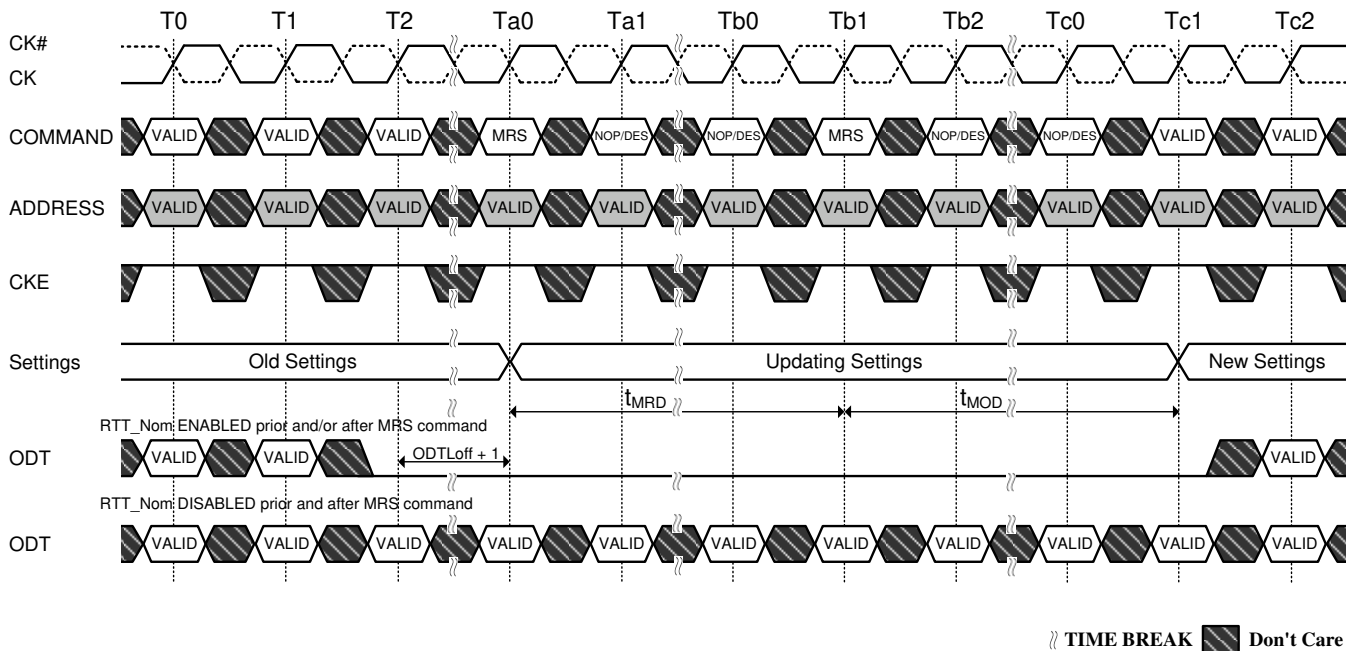 T0 T1 T2 Ta0 Ta1 Tb0 Tb1 Tb2 Tc0 Tc1 Tc2
CK#
CK
COMMAND VALID VALID VALID MRS NOP/DES NOP/DES MRS NOP/DES NOP/DES VALID VALID
ADDRESS VALID VALID VALID VALID VALID VALID VALID VALID VALID VALID VALID
CKE
Settings Old Settings Updating Settings New Settings
tMRD tMOD
RTT_Nom ENABLED prior and/or after MRS command
ODT VALID VALID ODTLoff + 1 VALID
RTT_Nom DISABLED prior and after MRS command
ODT VALID VALID VALID VALID VALID VALID VALID VALID VALID VALID VALID
TIME BREAK Don't Care